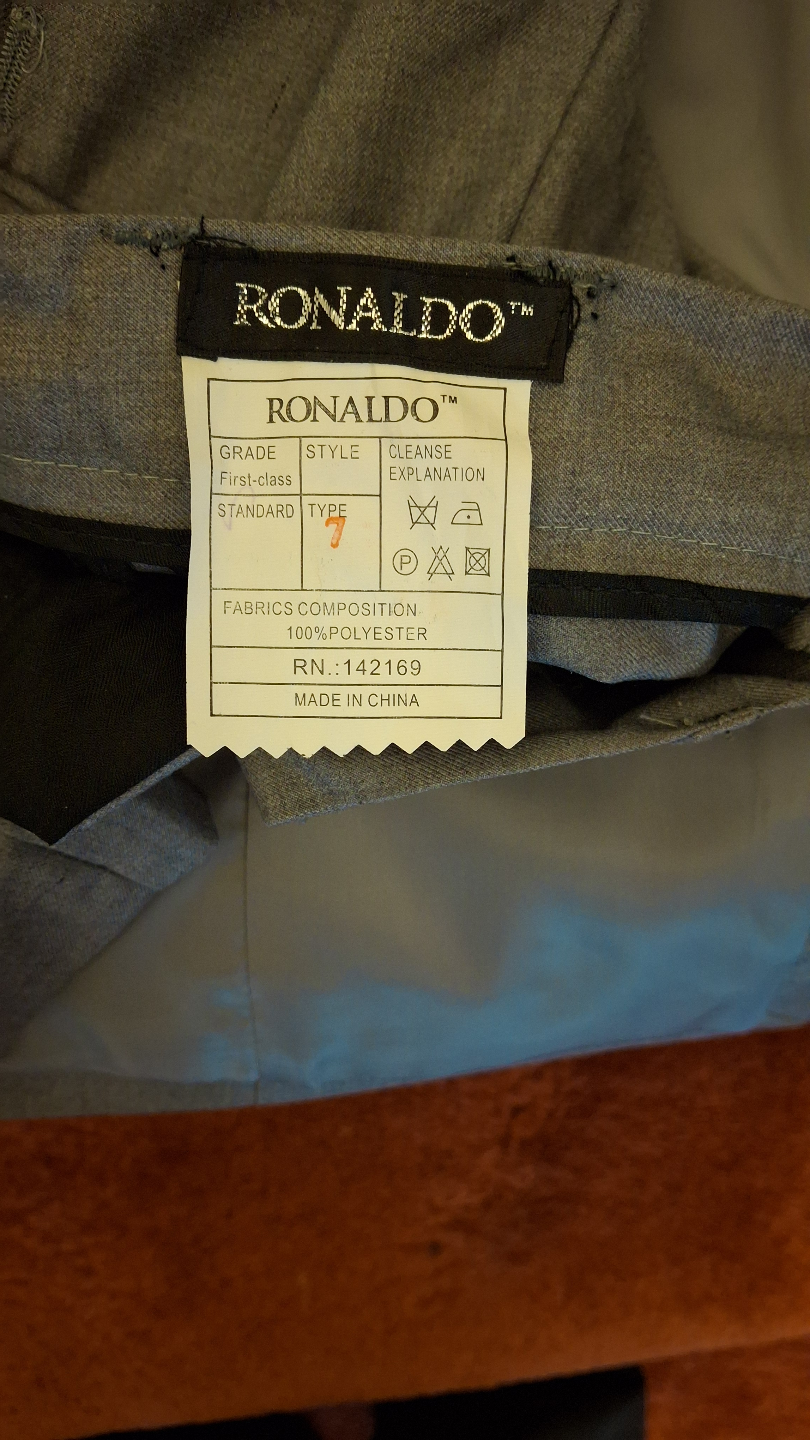 RONALDO™
RONALDO™
GRADE
First-class
STYLE
CLEANSE
EXPLANATION
STANDARD
TYPE
7
P
FABRICS COMPOSITION
100%POLYESTER
RN.:142169
MADE IN CHINA